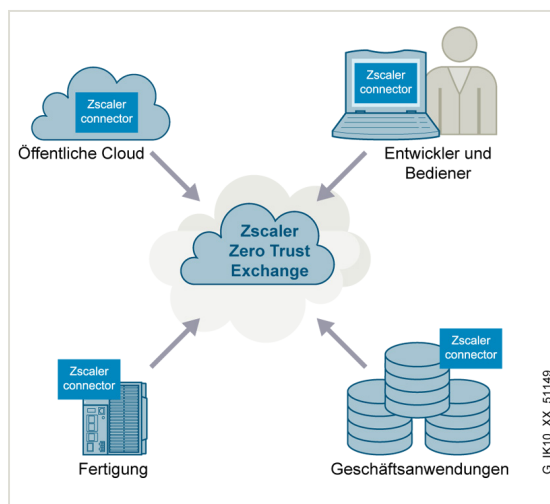 Zscaler
connector
Öffentliche Cloud
Zscaler
connector
Entwickler und
Bediener
Zscaler
Zero Trust
Exchange
Zscaler
connector
Fertigung
Zscaler
connector
Geschäftsanwendungen
G_IK10_XX_51149